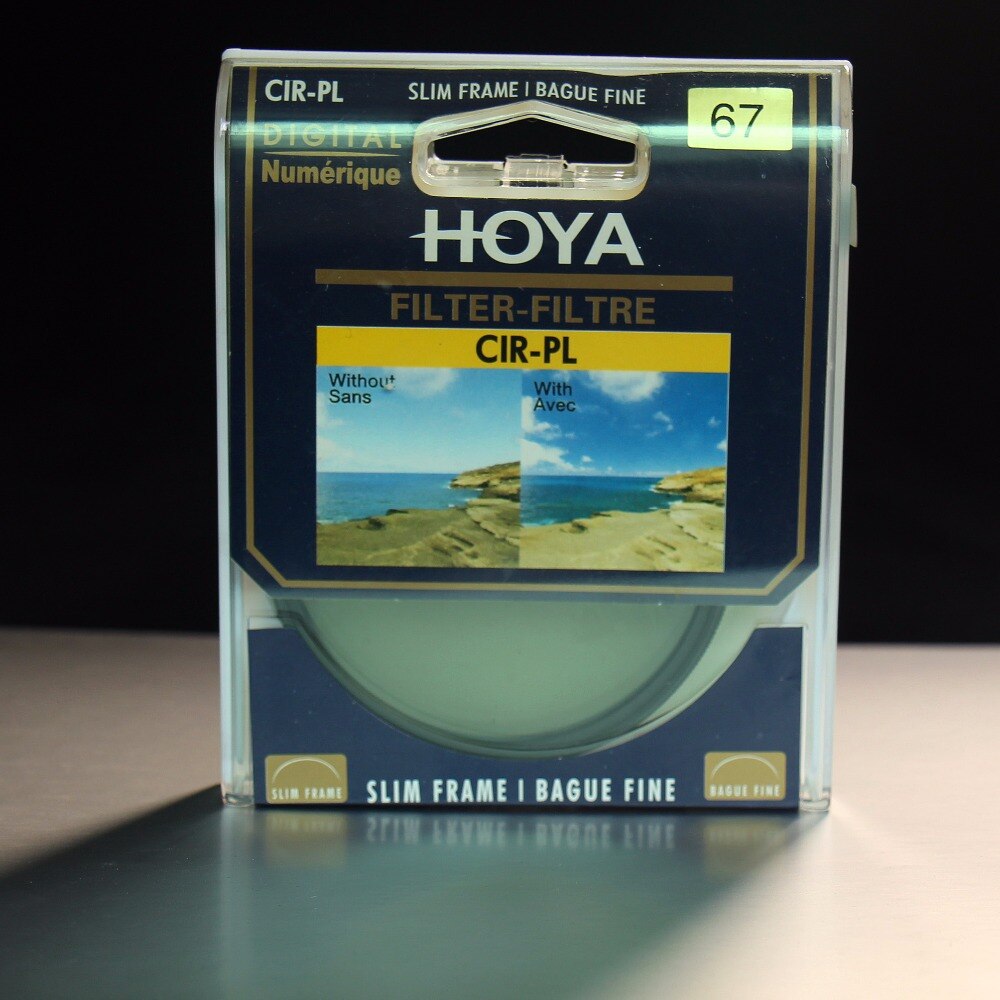 CIR-PL
SLIM FRAME | BAGUE FINE
67
DIGITAL
Numérique
HOYA
FILTER-FILTRE
CIR-PL
Without
Sans
With
Avec
SLIM FRAME
SLIM FRAME | BAGUE FINE
BAGUE FINE